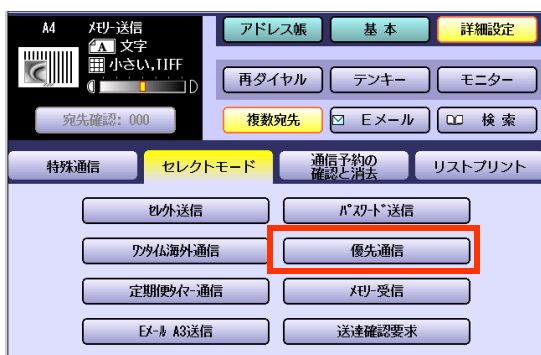 A4 ﾒﾓﾘｰ送信
A 文字
小さい,TIFF
D
宛先確認: 000
アドレス帳 基本 詳細設定
再ダイヤル テンキー モニター
複数宛先 Eメール 検索
特殊通信 セレクトモード 通信予約の
確認と消去 リストプリント
ｾﾚｸﾄ送信 ﾊﾟｽﾜｰﾄﾞ送信
ﾜﾝﾀｲﾑ海外通信 優先通信
定期便ﾀｲﾏｰ通信 ﾒﾓﾘｰ受信
Eﾒｰﾙ A3送信 送達確認要求